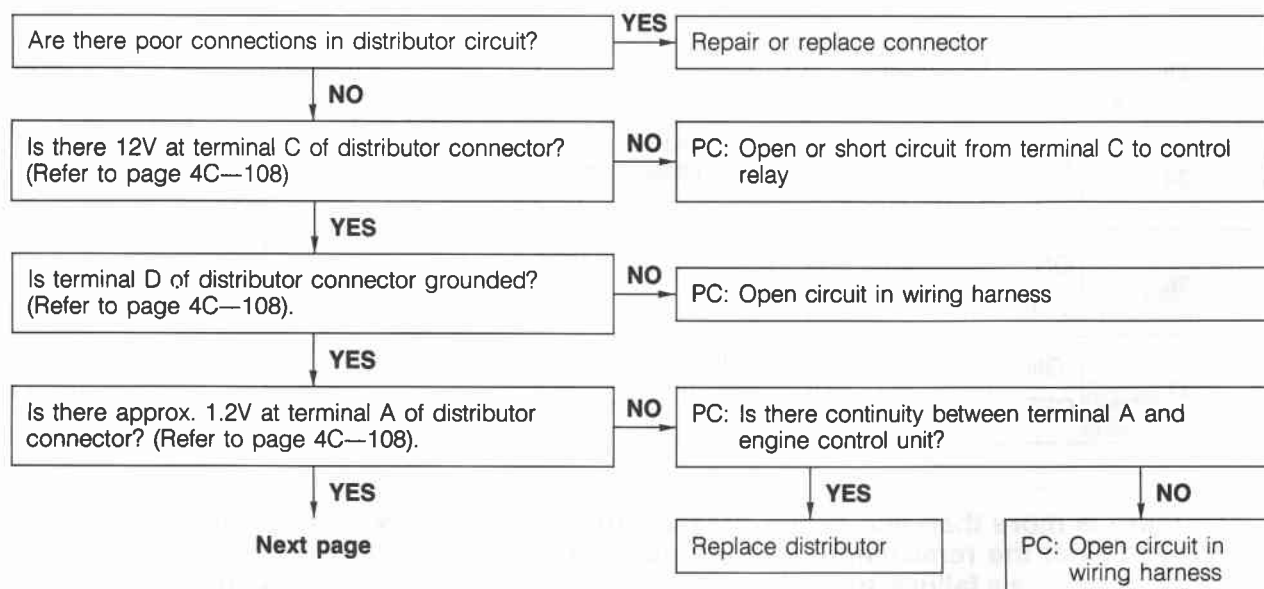 Are there poor connections in distributor circuit?
YES
Repair or replace connector
NO
Is there 12V at terminal C of distributor connector?
(Refer to page 4C—108)
NO
PC: Open or short circuit from terminal C to control
relay
YES
Is terminal D of distributor connector grounded?
(Refer to page 4C—108).
NO
PC: Open circuit in wiring harness
YES
Is there approx. 1.2V at terminal A of distributor
connector? (Refer to page 4C—108).
NO
PC: Is there continuity between terminal A and
engine control unit?
YES
Next page
YES
Replace distributor
NO
PC: Open circuit in
wiring harness